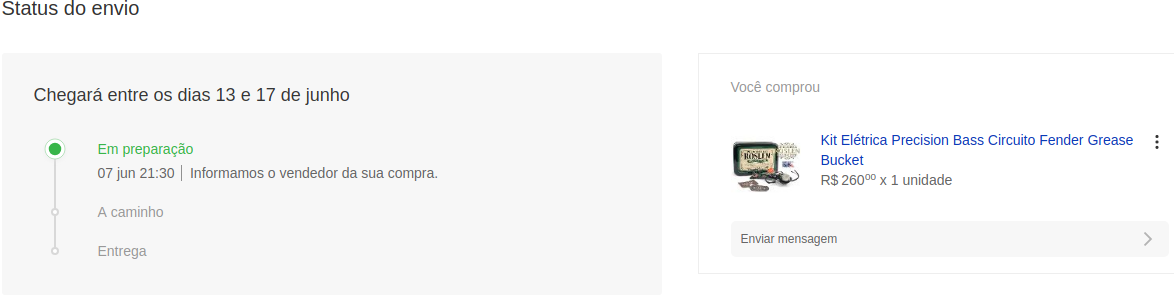 Status do envio
Chegará entre os dias 13 e 17 de junho
Em preparação
07 jun 21:30 | Informamos o vendedor da sua compra.
A caminho
Entrega
Você comprou
Kit Elétrica Precision Bass Circuito Fender Grease
Bucket
R$ 260⁰⁰ x 1 unidade
ROSLEN
Enviar mensagem